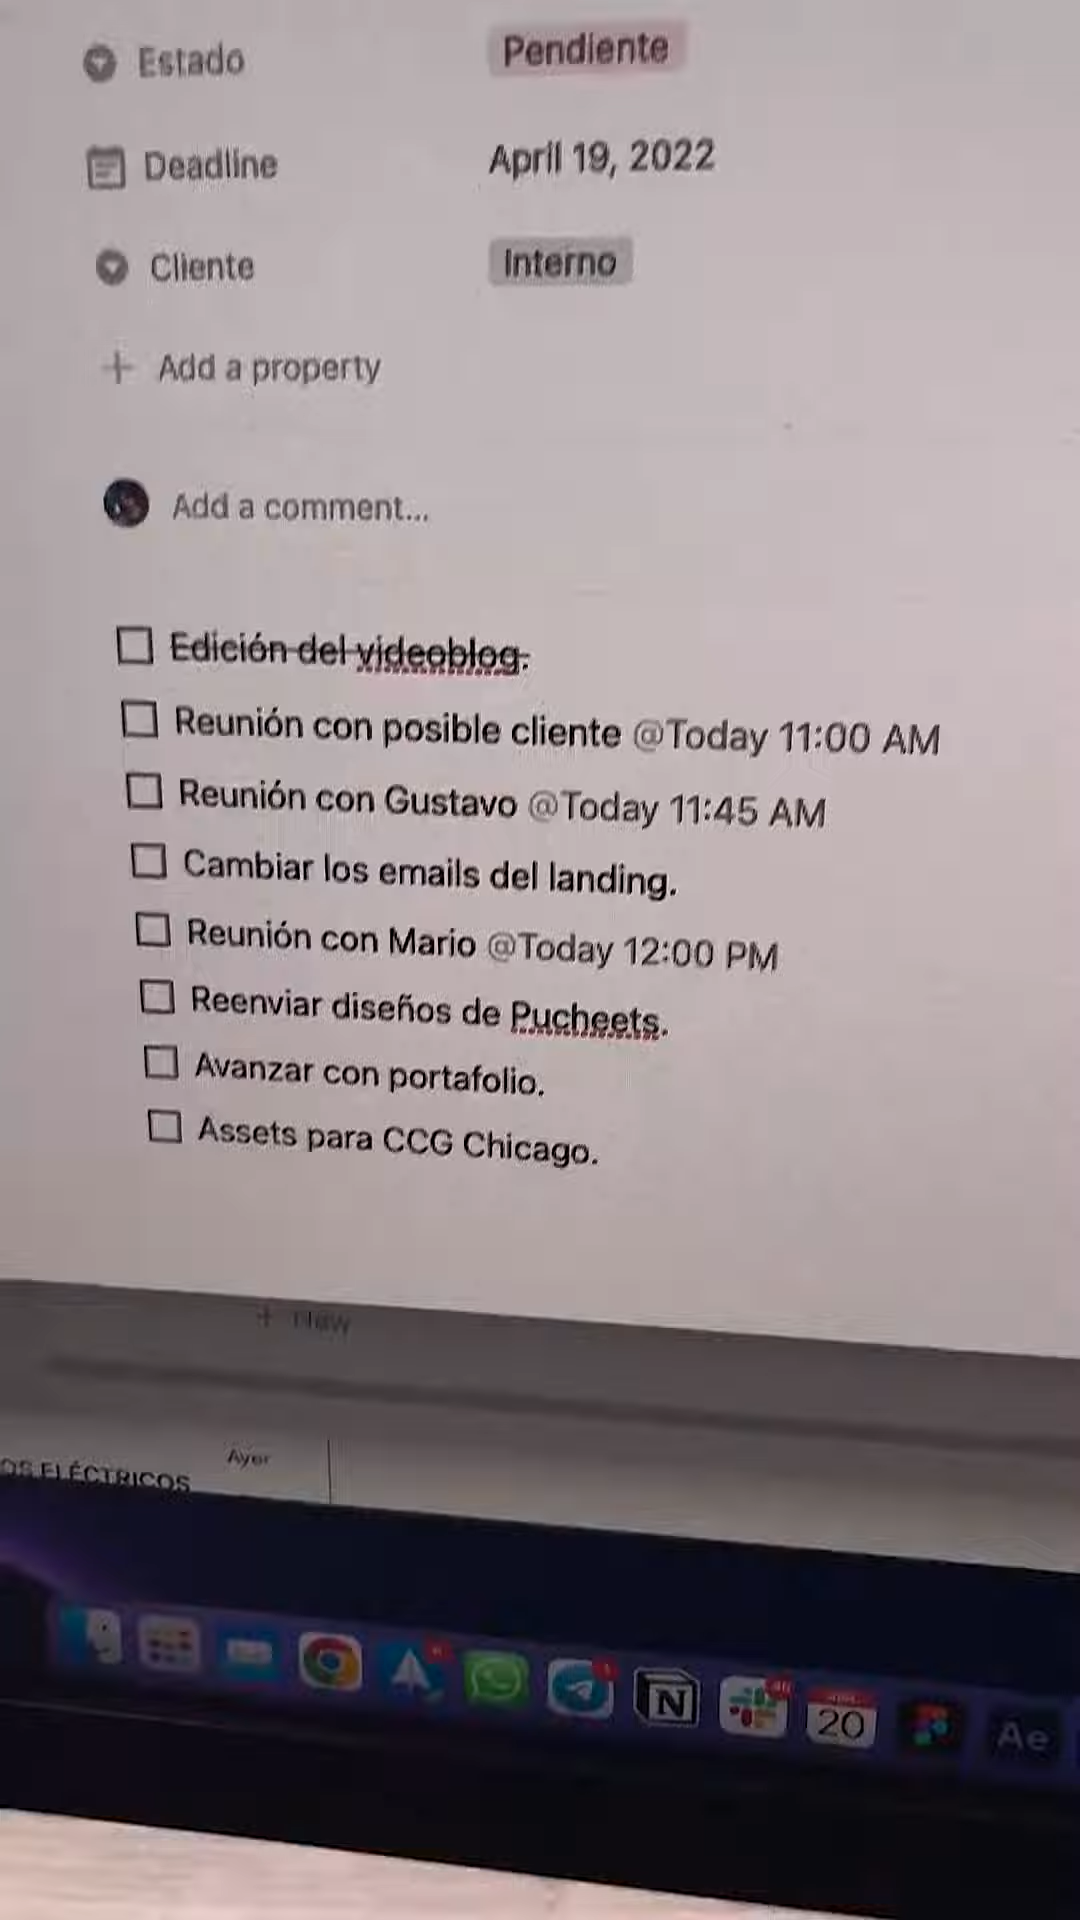 Estado Pendiente
Deadline April 19, 2022
Cliente Interno
+ Add a property
Add a comment...
Edición del videoblog.
Reunión con posible cliente @Today 11:00 AM
Reunión con Gustavo @Today 11:45 AM
Cambiar los emails del landing.
Reunión con Mario @Today 12:00 PM
Reenviar diseños de Pucheets.
Avanzar con portafolio.
Assets para CCG Chicago.
+ New
Ayer
OS ELÉCTRICOS
N
20
Ae